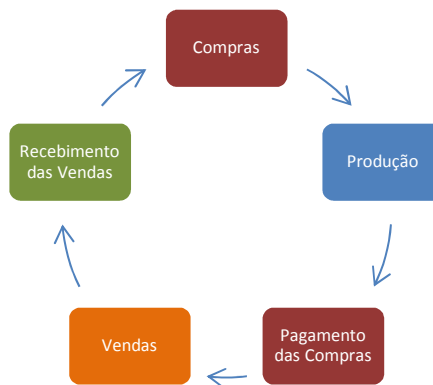 Compras
Produção
Pagamento
das Compras
Vendas
Recebimento
das Vendas